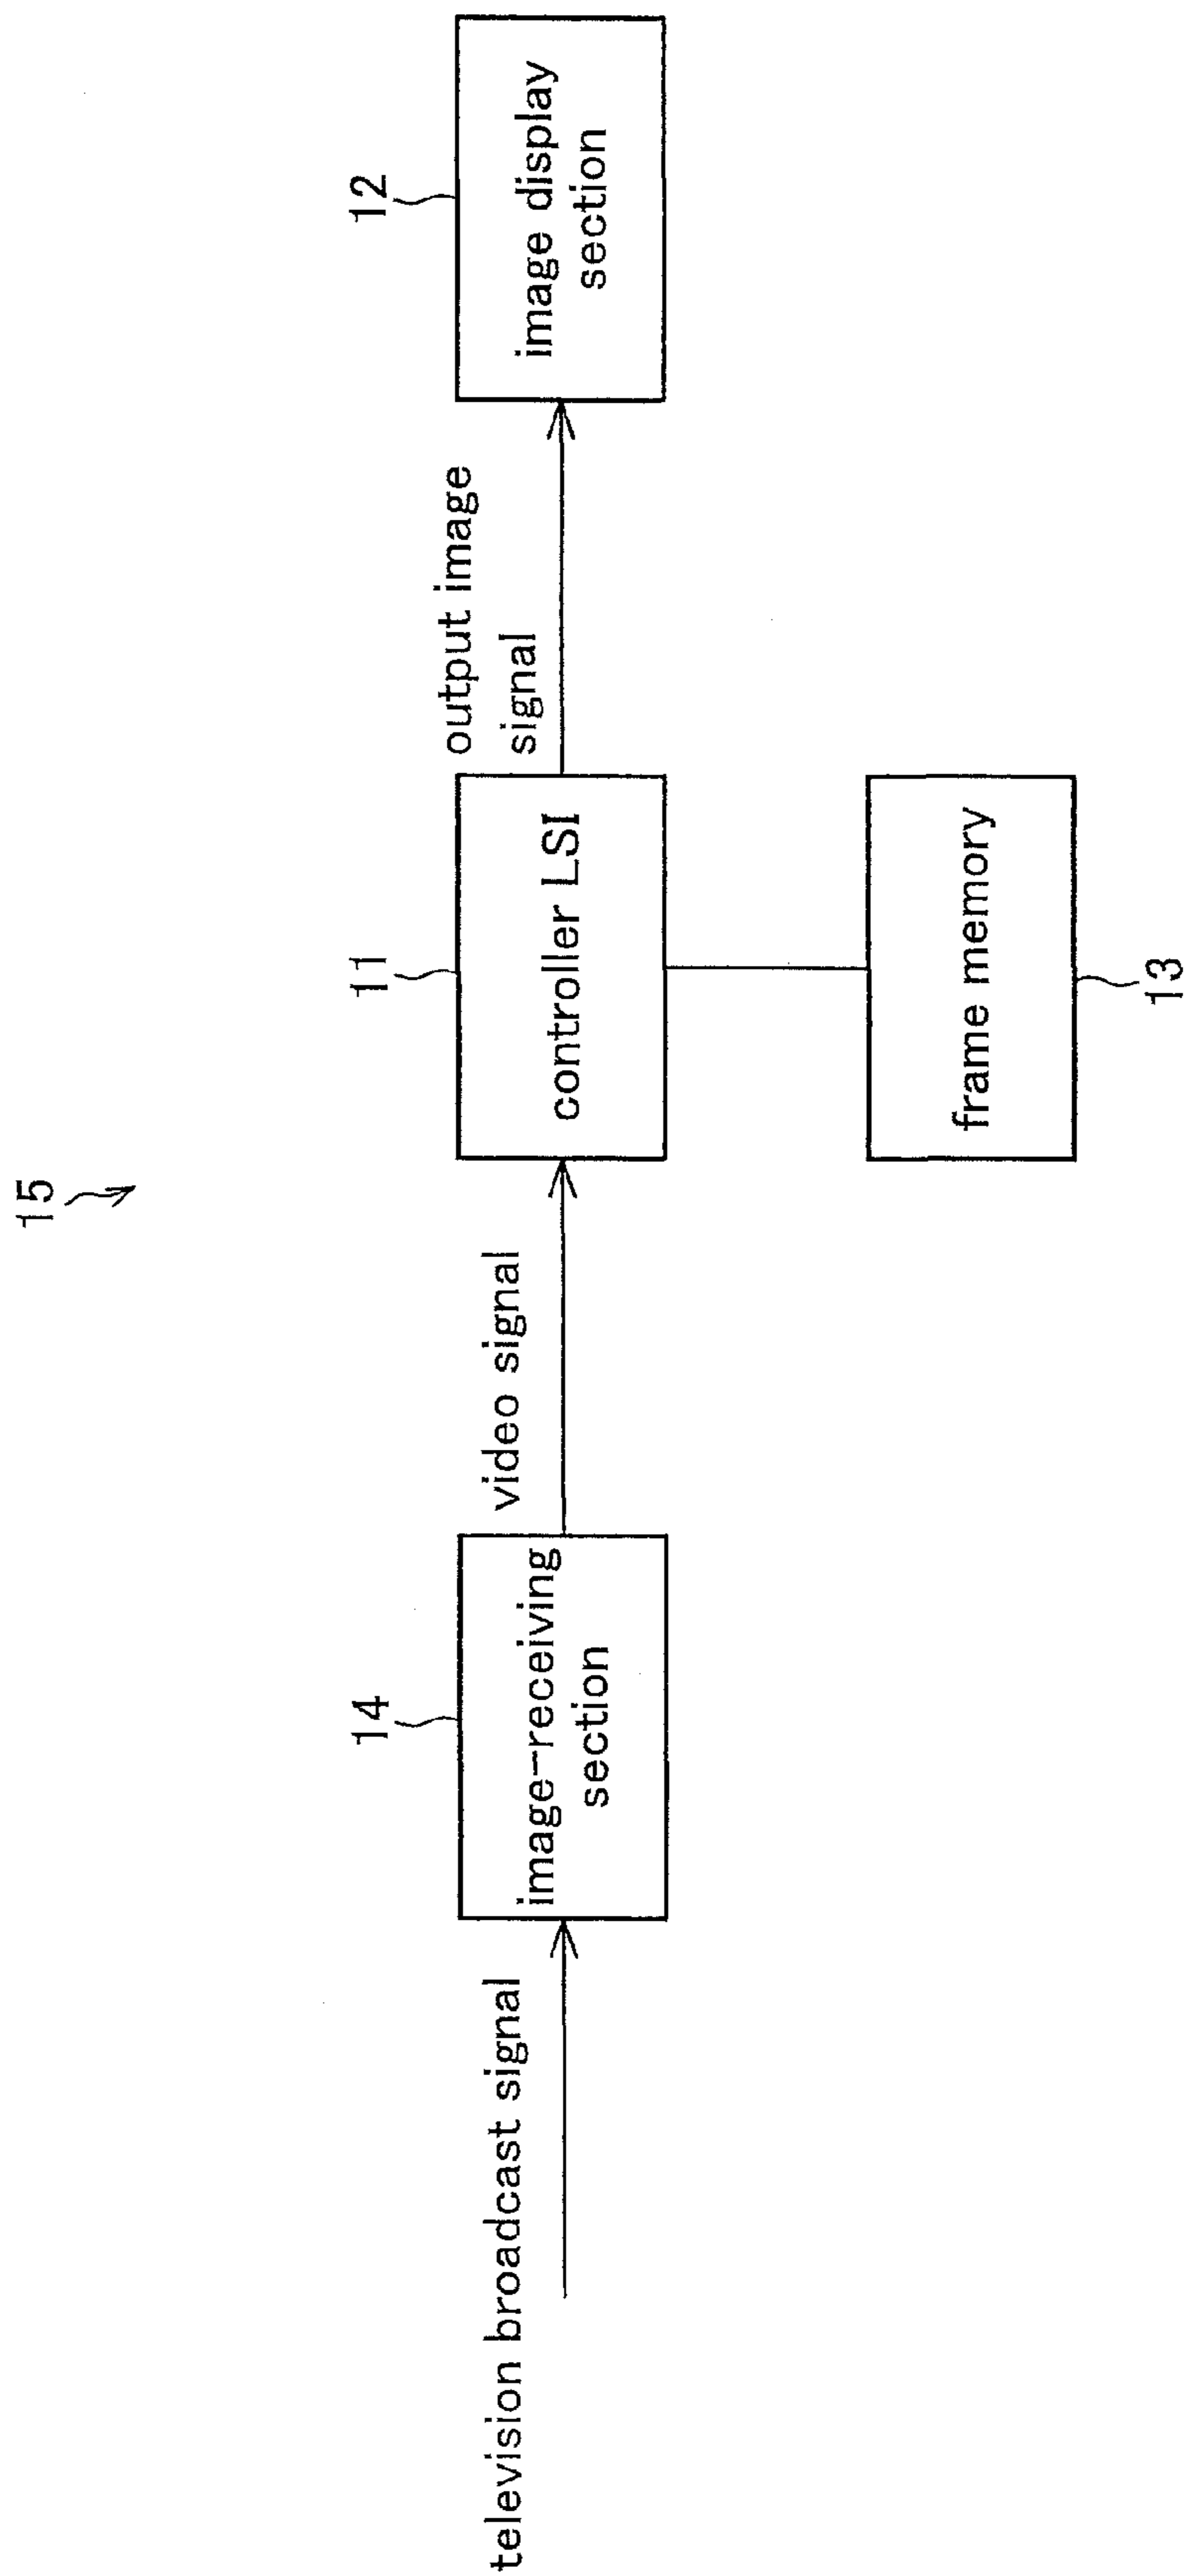 15
14
11
12
television broadcast signal
image-receiving
section
video signal
controller LSI
output image
signal
image display
section
frame memory
13